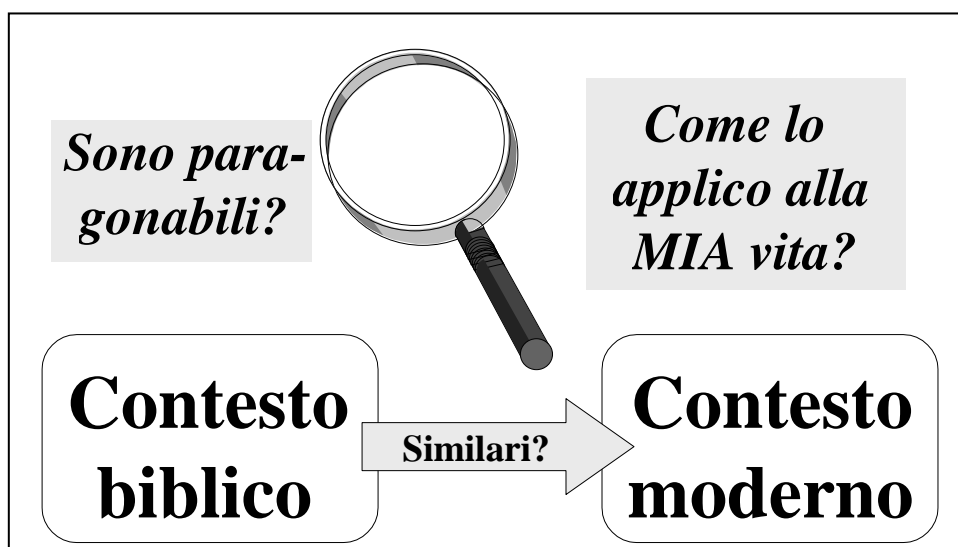 Sono para-
gonabili?
Come lo
applico alla
MIA vita?
Contesto
biblico
Similari?
Contesto
moderno